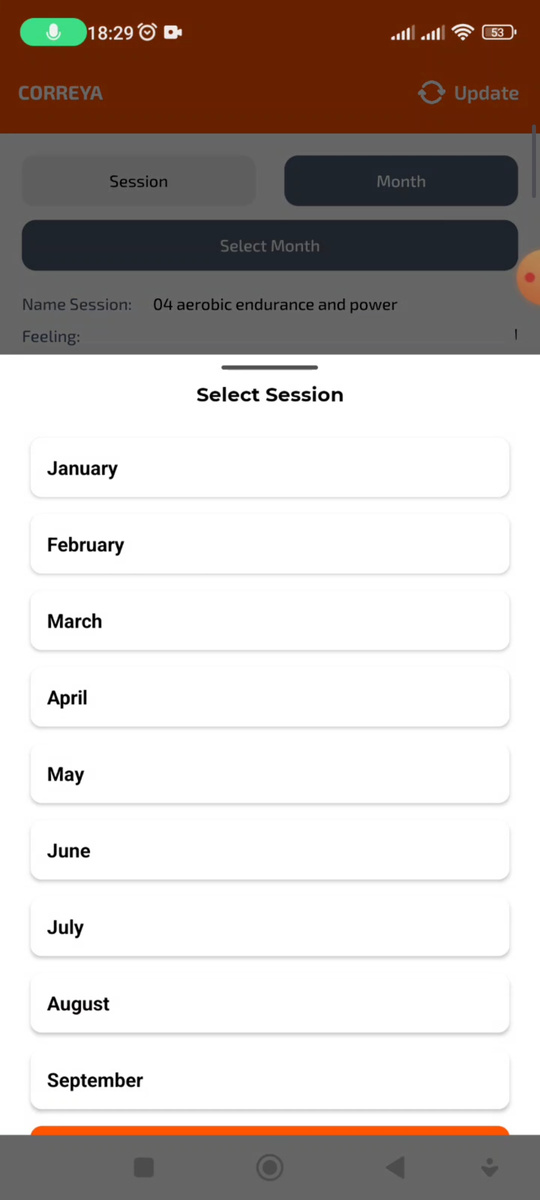 18:29
53
CORREYA
Update
Session
Month
Select Month
Name Session: 04 aerobic endurance and power
Feeling:
Select Session
January
February
March
April
May
June
July
August
September